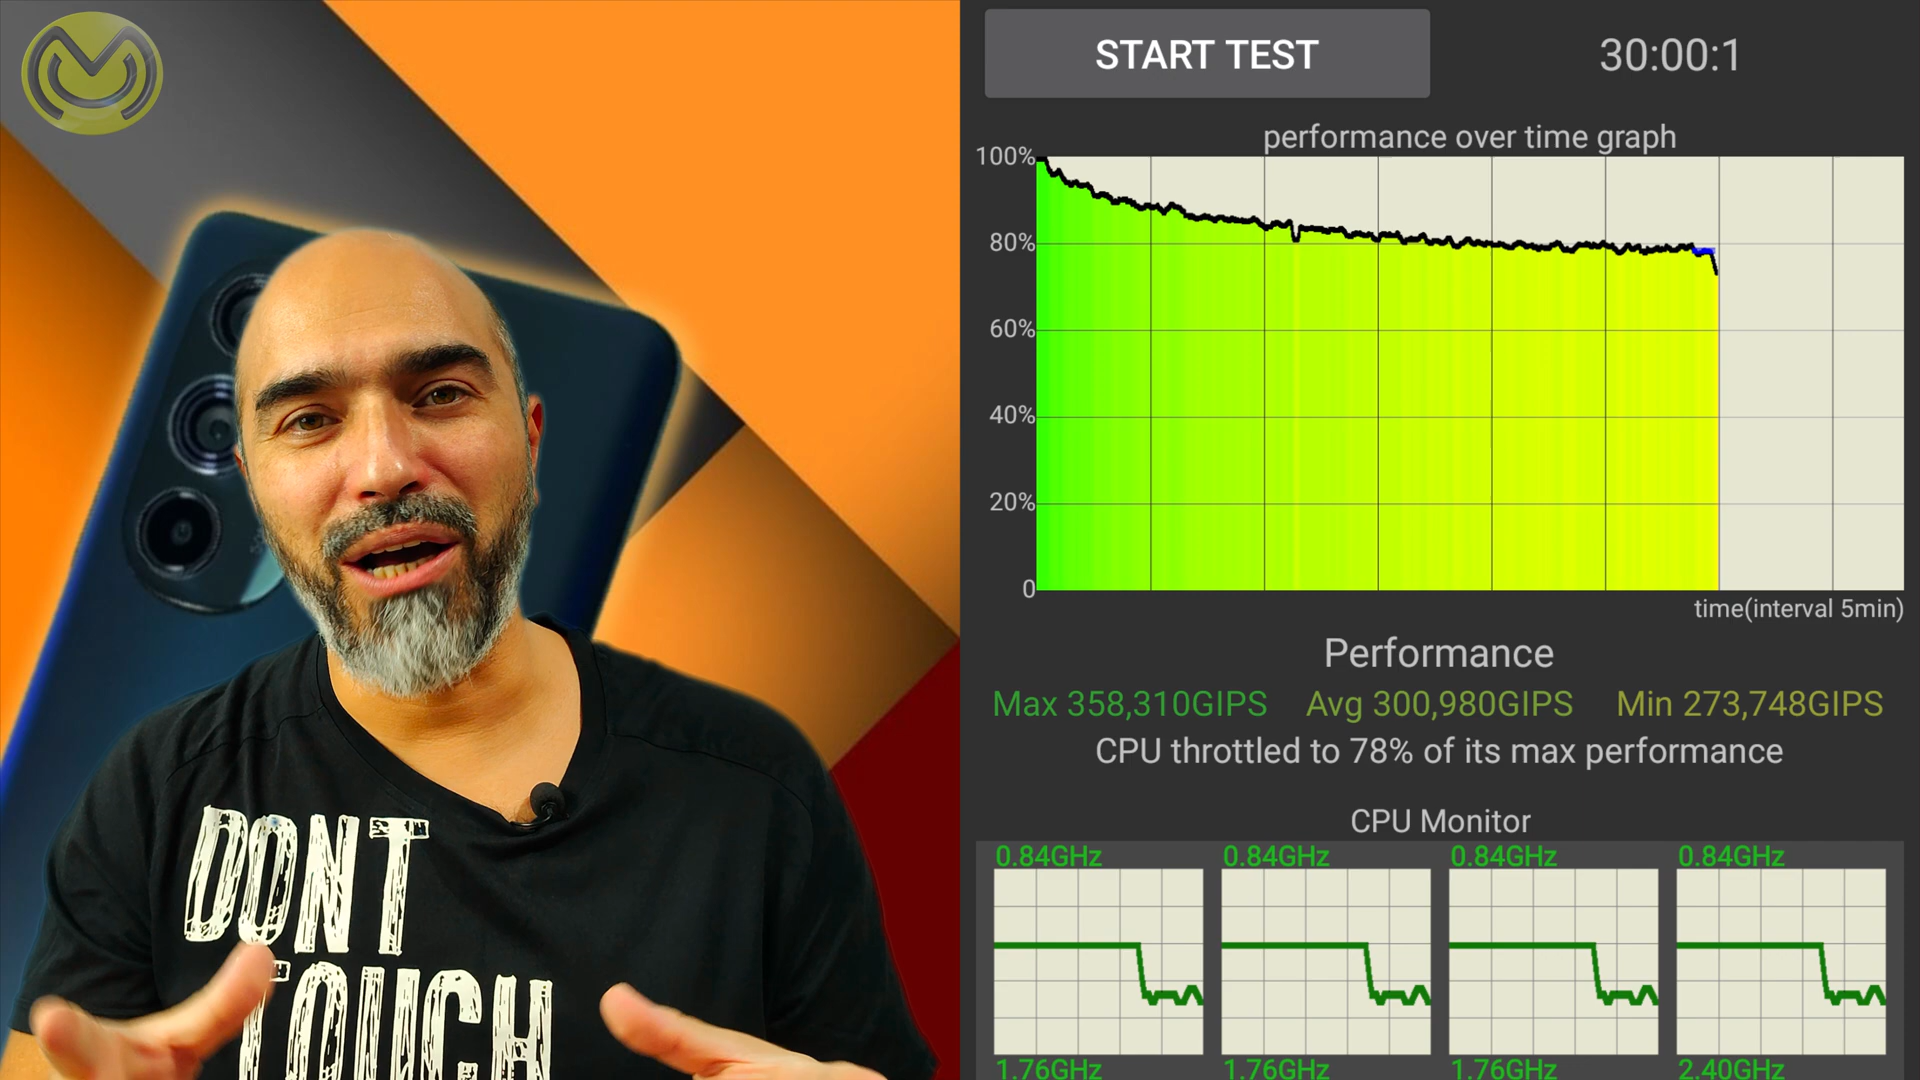 START TEST
30:00:1
performance over time graph
100%
80%
60%
40%
20%
0
time(interval 5min)
Performance
Max 358,310GIPS Avg 300,980GIPS Min 273,748GIPS
CPU throttled to 78% of its max performance
CPU Monitor
0.84GHz 0.84GHz 0.84GHz 0.84GHz
1.76GHz 1.76GHz 1.76GHz 2.40GHz
DONT
TOUCH